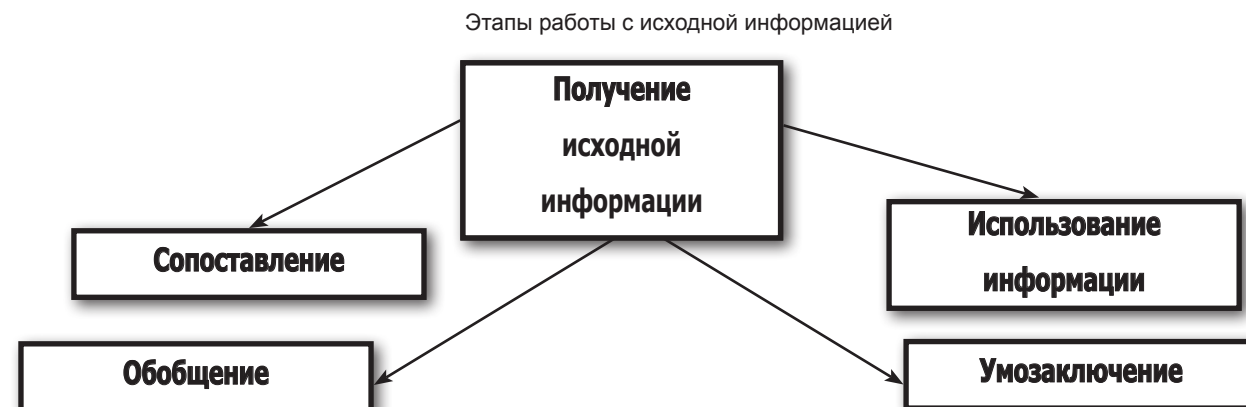 Этапы работы с исходной информацией
Получение
исходной
информации
Сопоставление
Использование
информации
Обобщение
Умозаключение